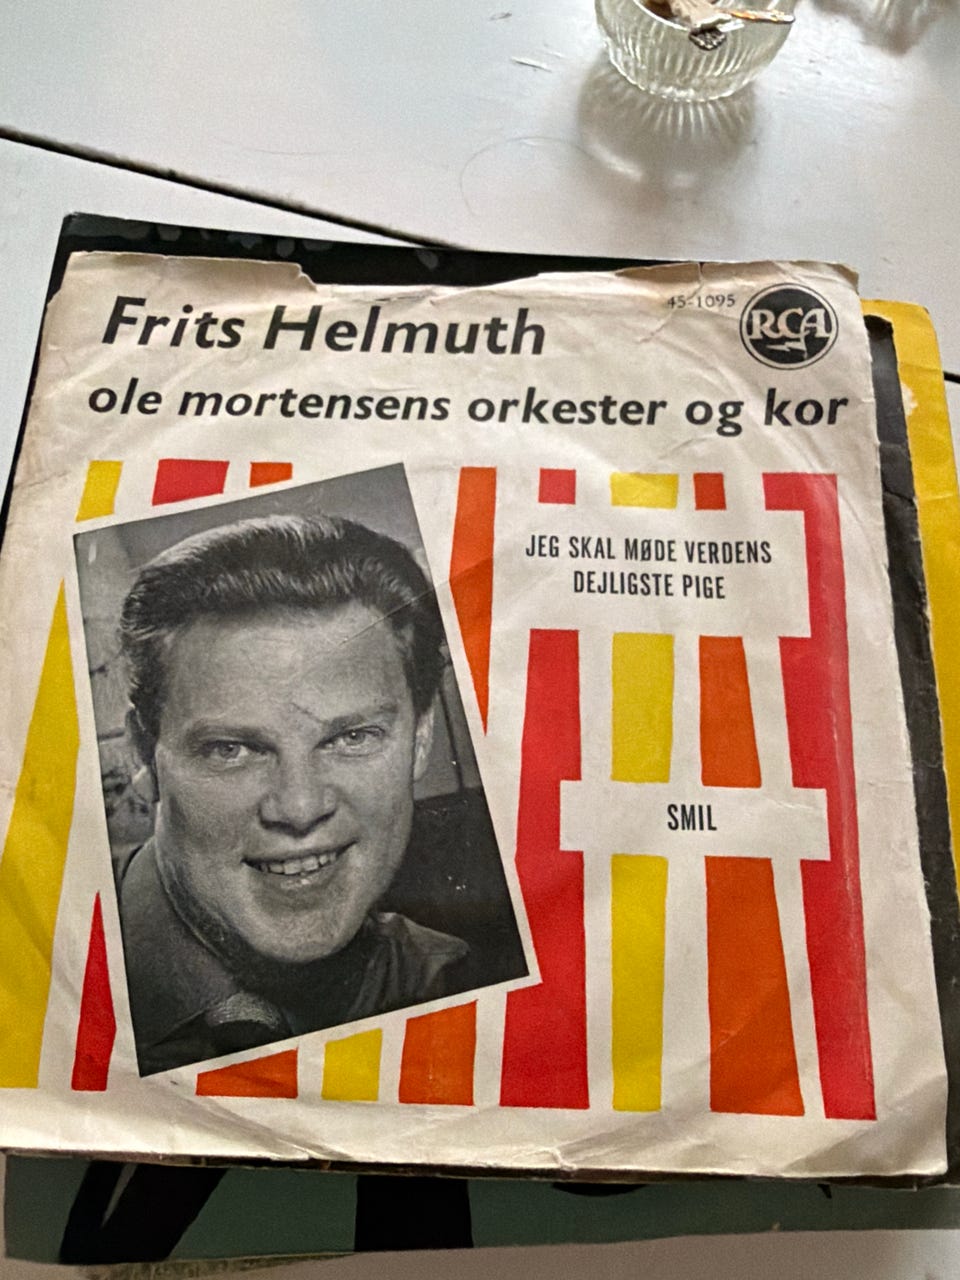 Frits Helmuth
45-1095
RCA
ole mortensens orkester og kor
JEG SKAL MØDE VERDENS
DEJLIGSTE PIGE
SMIL